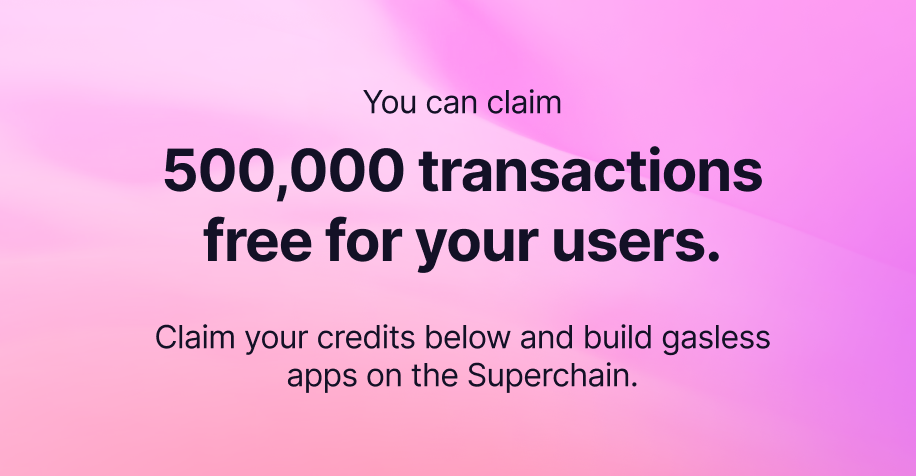 You can claim
500,000 transactions
free for your users.
Claim your credits below and build gasless
apps on the Superchain.